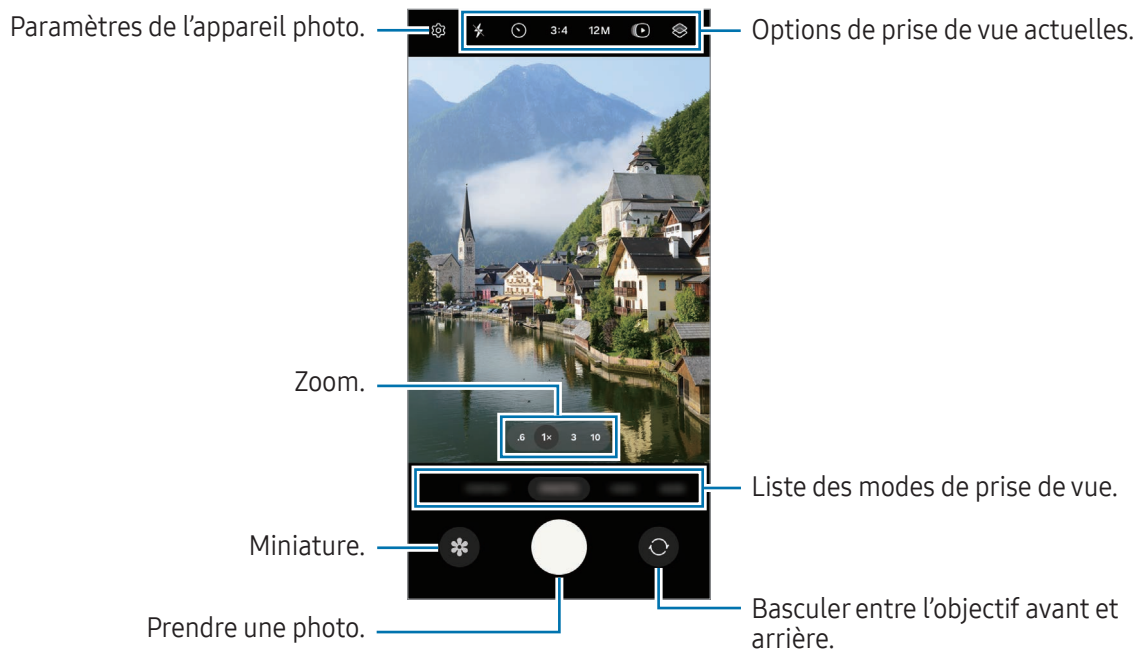 Paramètres de l'appareil photo.
3:4 12M
Options de prise de vue actuelles.
Zoom.
.6 1× 3 10
Liste des modes de prise de vue.
Miniature.
Prendre une photo.
Basculer entre l'objectif avant et
arrière.